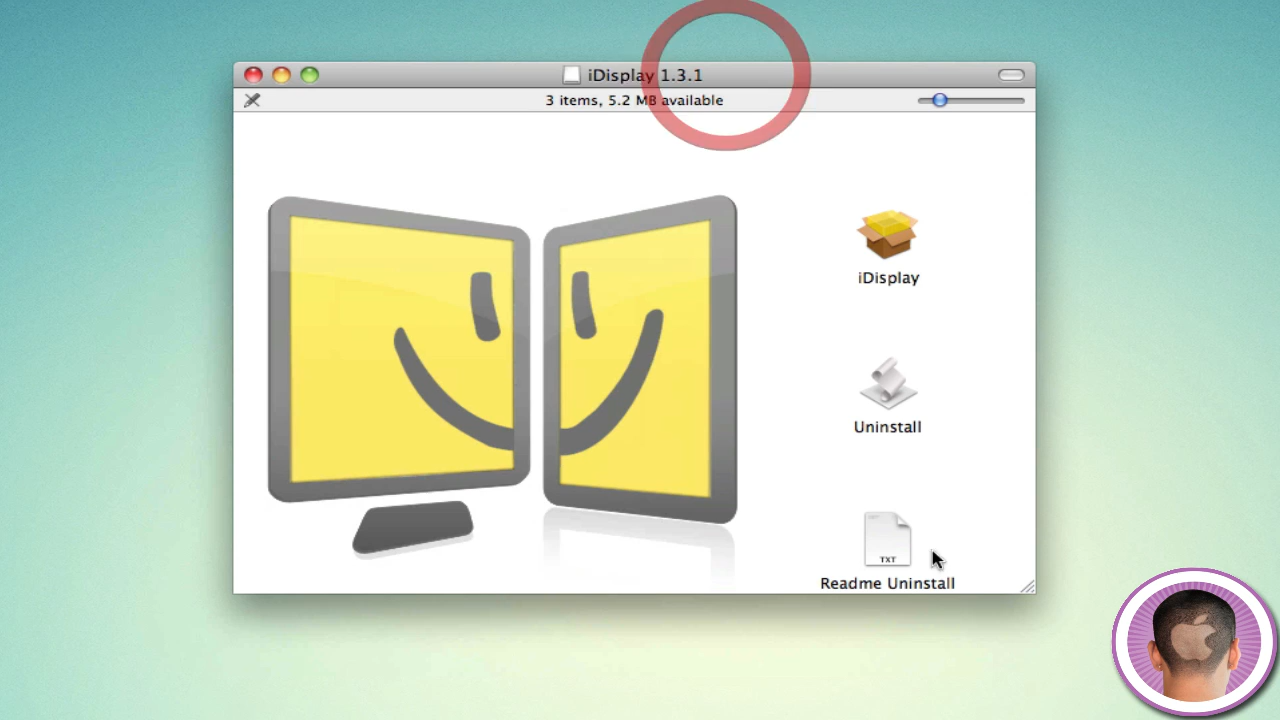 iDisplay 1.3.1
3 items, 5.2 MB available
iDisplay
Uninstall
TXT
Readme Uninstall